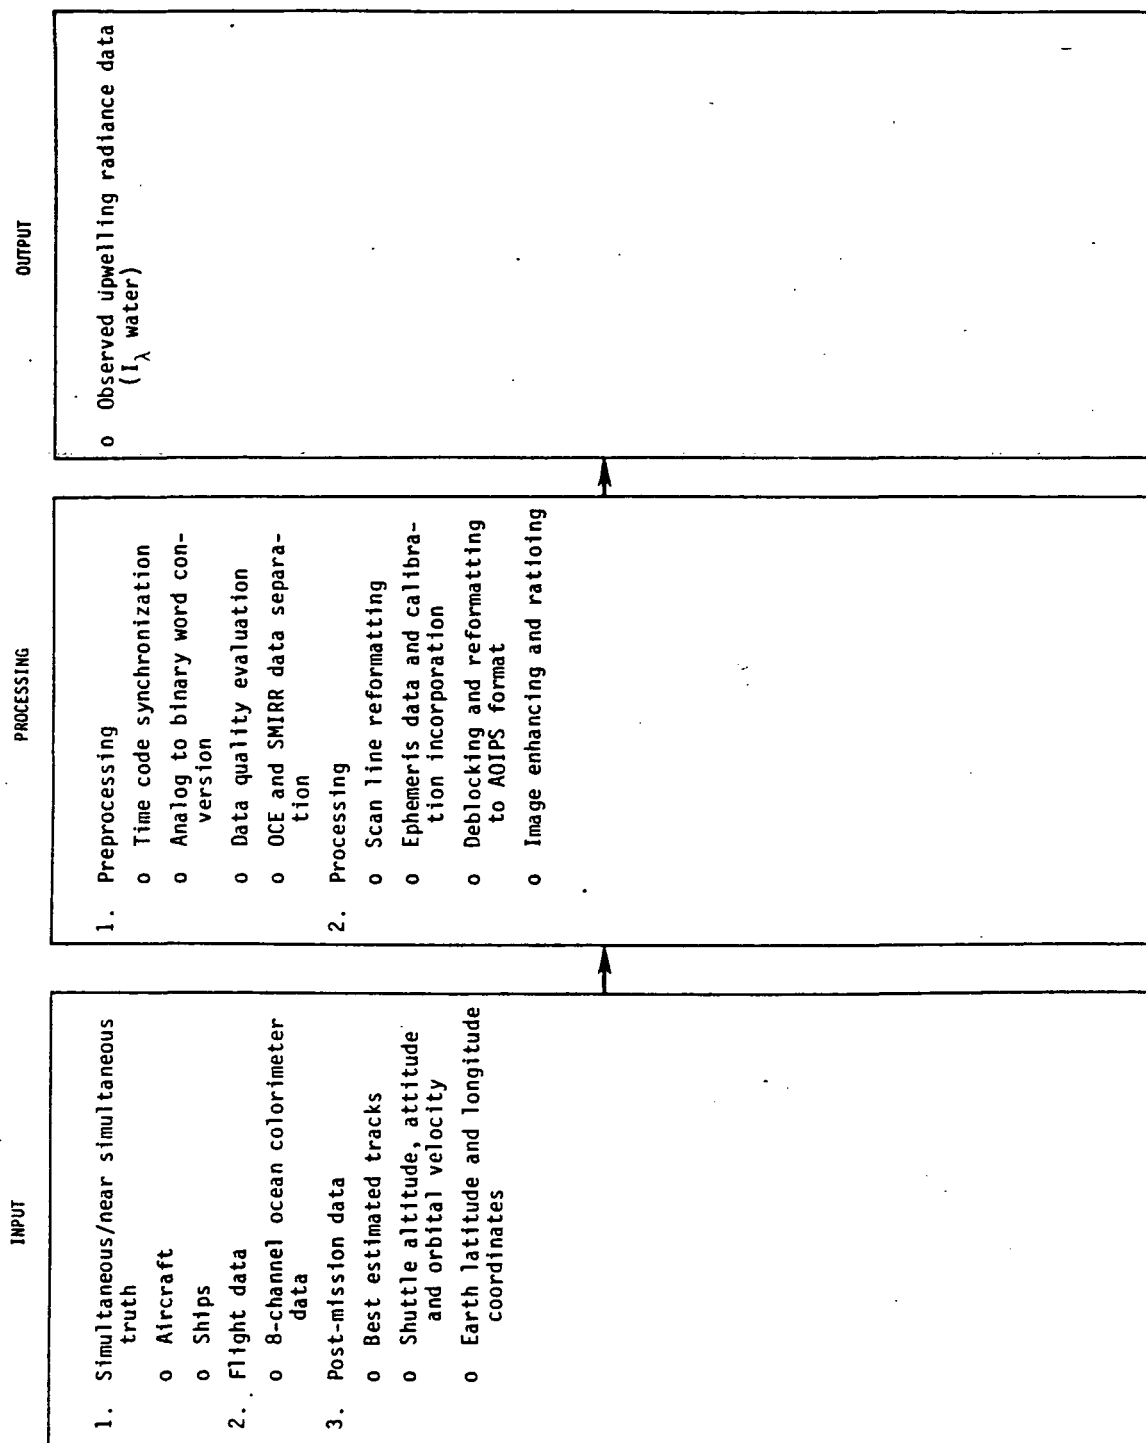 INPUT
1. Simultaneous/near simultaneous
truth
o Aircraft
o Ships
2. Flight data
o 8-channel ocean colorimeter
data
3. Post-mission data
o Best estimated tracks
o Shuttle altitude, attitude
and orbital velocity
o Earth latitude and longitude
coordinates
PROCESSING
1. Preprocessing
o Time code synchronization
o Analog to binary word con-
version
o Data quality evaluation
o OCE and SMIRR data separa-
tion
2. Processing
o Scan line reformatting
o Ephemeris data and calibra-
tion incorporation
o Deblocking and reformatting
to AOIPS format
o Image enhancing and ratioing
OUTPUT
o Observed upwelling radiance data
(I_λ water)